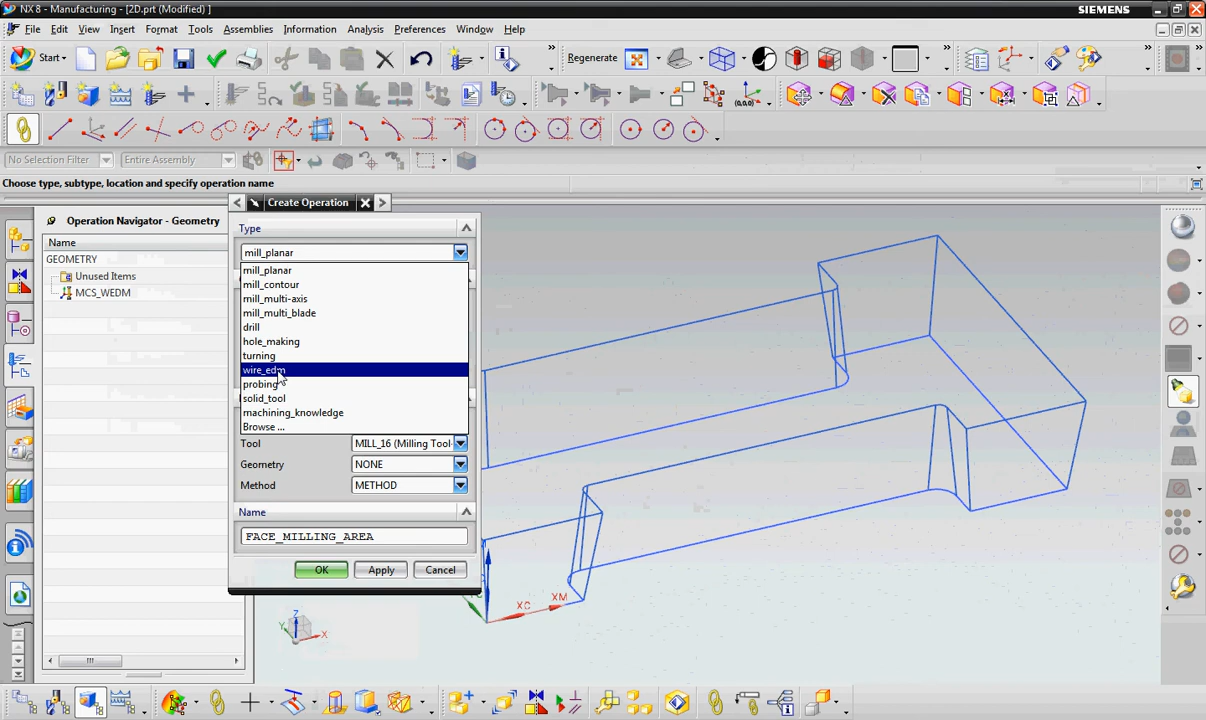 NX 8 - Manufacturing - [2D.prt (Modified) ]
SIEMENS
File Edit View Insert Format Tools Assemblies Information Analysis Preferences Window Help
Start
Regenerate
No Selection Filter
Entire Assembly
Choose type, subtype, location and specify operation name
Operation Navigator - Geometry
Name
GEOMETRY
Unused Items
MCS_WEDM
Create Operation
Type
mill_planar
mill_planar
mill_contour
mill_multi-axis
mill_multi_blade
drill
hole_making
turning
wire_edm
probing
solid_tool
machining_knowledge
Browse ...
Tool MILL_16 (Milling Tool-
Geometry NONE
Method METHOD
Name
FACE_MILLING_AREA
OK Apply Cancel
XC XM
Z
Y X